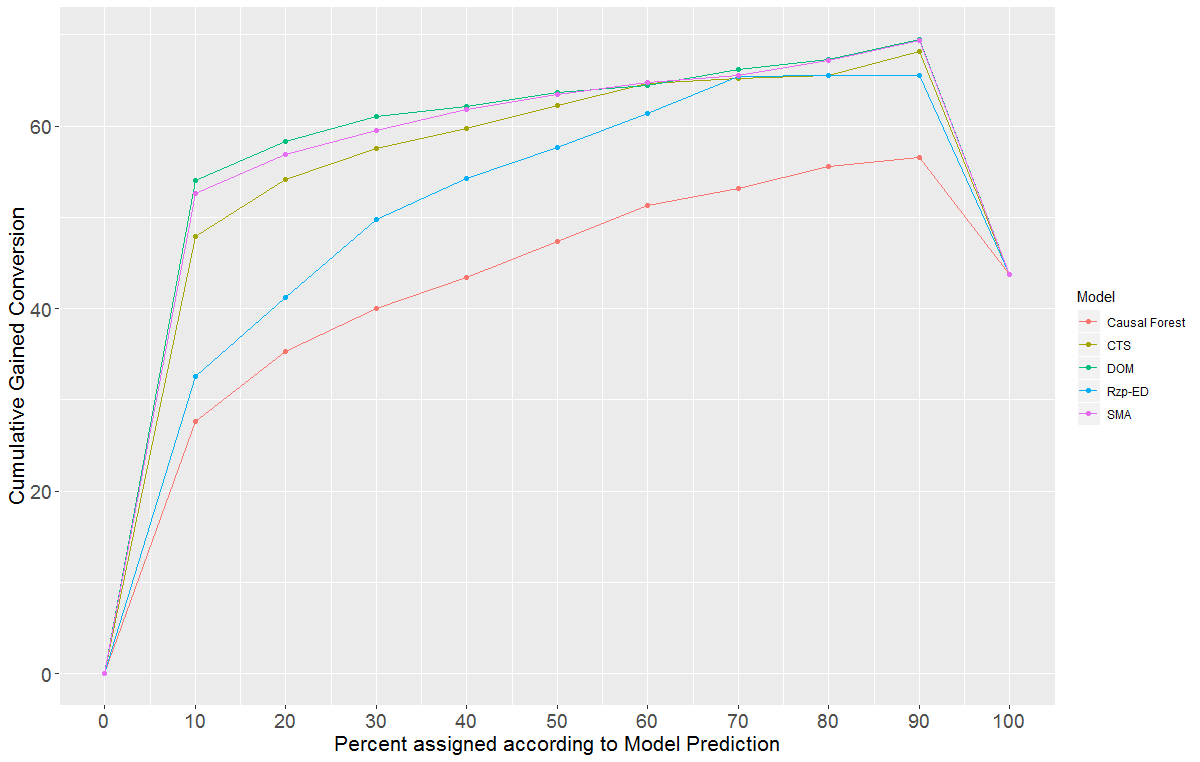 Cumulative Gained Conversion
60
40
20
0
0 10 20 30 40 50 60 70 80 90 100
Percent assigned according to Model Prediction
Model
Causal Forest
CTS
DOM
Rzp-ED
SMA